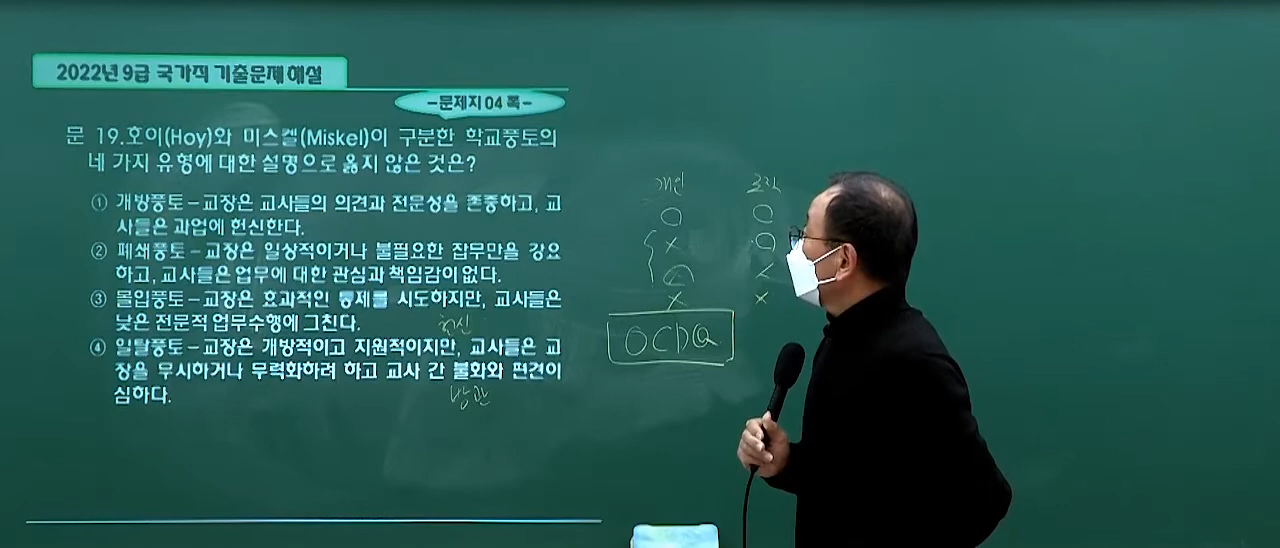 2022년 9급 국가직 기출문제 해설
-문제지 04 쪽-
문 19.호이(Hoy)와 미스켈(Miskel)이 구분한 학교풍토의
네 가지 유형에 대한 설명으로 옳지 않은 것은?
① 개방풍토-교장은 교사들의 의견과 전문성을 존중하고, 교
사들은 과업에 헌신한다.
② 폐쇄풍토-교장은 일상적이거나 불필요한 잡무만을 강요
하고, 교사들은 업무에 대한 관심과 책임감이 없다.
③ 몰입풍토-교장은 효과적인 통제를 시도하지만, 교사들은
낮은 전문적 업무수행에 그친다.
헌신
④ 일탈풍토-교장은 개방적이고 지원적이지만, 교사들은 교
장을 무시하거나 무력화하려 하고 교사 간 불화와 편견이
심하다.
방관
개인
O O
X O
X X
OCDQ